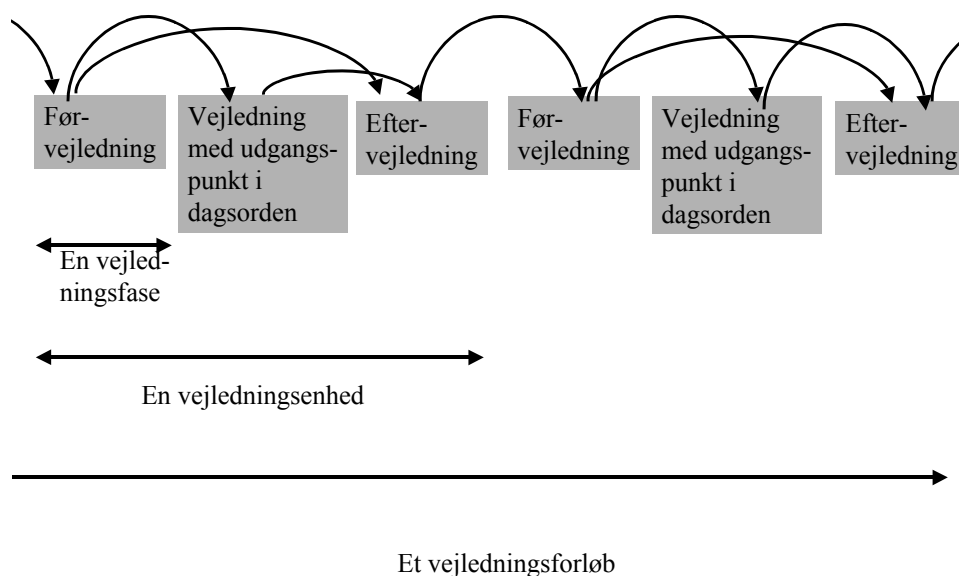 Før-
vejledning
Vejledning
med udgangs-
punkt i
dagsorden
Efter-
vejledning
Før-
vejledning
Vejledning
med udgangs-
punkt i
dagsorden
Efter-
vejledning
En vejled-
ningsfase
En vejledningsenhed
Et vejledningsforløb